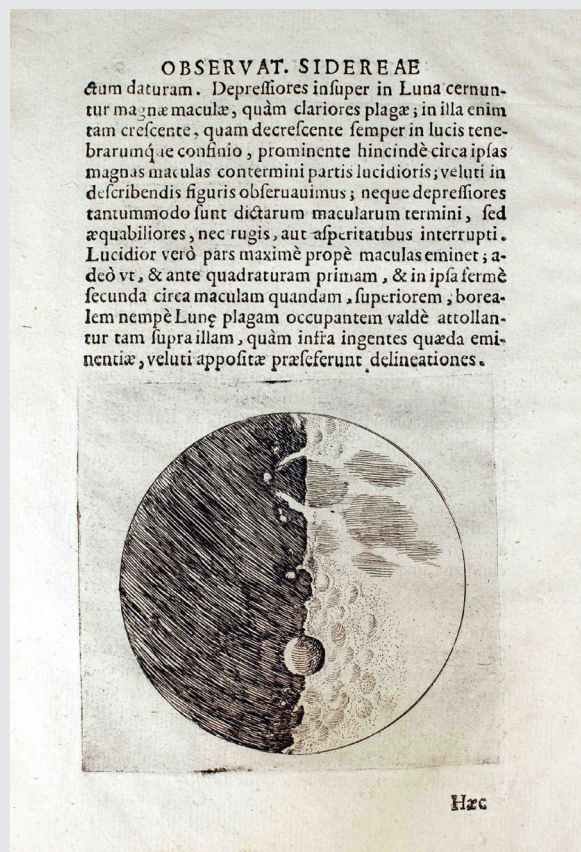 OBSERVAT. SIDEREAE
ctum daturam. Depreſſiores inſuper in Luna cernun-
tur magnæ maculæ, quàm clariores plagæ; in illa enim
tam creſcente, quam decreſcente ſemper in lucis tene-
brarumq́ue confinio, prominente hincindè circa ipſas
magnas maculas contermini partis lucidioris; veluti in
deſcribendis figuris obſeruauimus; neque depreſſiores
tantummodo ſunt dictarum macularum termini, ſed
æquabiliores, nec rugis, aut aſperitatibus interrupti.
Lucidior verò pars maximè propè maculas eminet; a-
deò vt, & ante quadraturam primam, & in ipſa fermè
ſecunda circa maculam quandam, ſuperiorem, borea-
lem nempè Lunę plagam occupantem valdè attollan-
tur tam ſupra illam, quàm infra ingentes quæda emi-
nentiæ, veluti appoſitæ præſeferunt delineationes.
Hæc